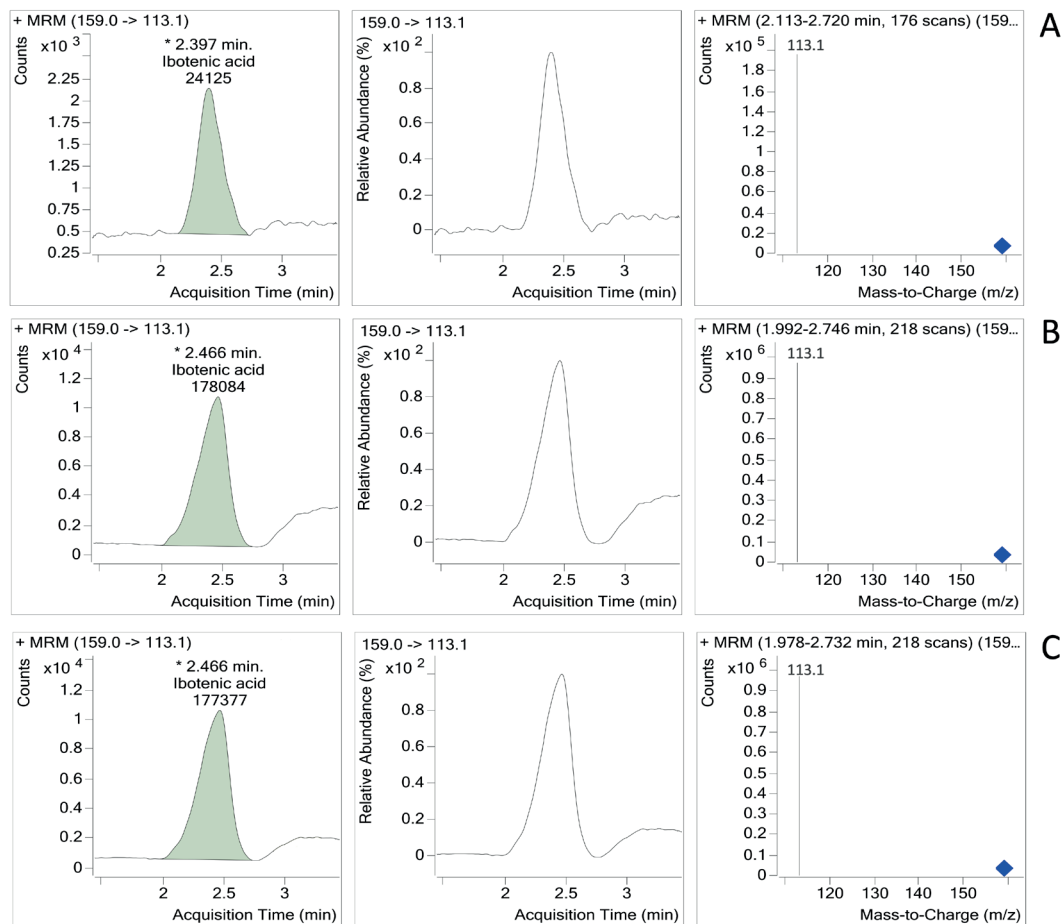 + MRM (159.0 -> 113.1)
Counts
x10 3
* 2.397 min.
Ibotenic acid
24125
2.25
2
1.75
1.5
1.25
1
0.75
0.5
0.25
2 2.5 3
Acquisition Time (min)
159.0 -> 113.1
Relative Abundance (%)
x10 2
1
0.8
0.6
0.4
0.2
0
2 2.5 3
Acquisition Time (min)
+ MRM (2.113-2.720 min, 176 scans) (159...
Counts
x10 5
113.1
1.8
1.6
1.4
1.2
1
0.8
0.6
0.4
0.2
0
120 130 140 150
Mass-to-Charge (m/z)
A
+ MRM (159.0 -> 113.1)
Counts
x10 4
* 2.466 min.
Ibotenic acid
178084
1.2
1
0.8
0.6
0.4
0.2
0
2 2.5 3
Acquisition Time (min)
159.0 -> 113.1
Relative Abundance (%)
x10 2
1
0.8
0.6
0.4
0.2
0
2 2.5 3
Acquisition Time (min)
+ MRM (1.992-2.746 min, 218 scans) (159...
Counts
x10 6
113.1
0.9
0.8
0.7
0.6
0.5
0.4
0.3
0.2
0.1
0
120 130 140 150
Mass-to-Charge (m/z)
B
+ MRM (159.0 -> 113.1)
Counts
x10 4
* 2.466 min.
Ibotenic acid
177377
1.2
1
0.8
0.6
0.4
0.2
0
2 2.5 3
Acquisition Time (min)
159.0 -> 113.1
Relative Abundance (%)
x10 2
1
0.8
0.6
0.4
0.2
0
2 2.5 3
Acquisition Time (min)
+ MRM (1.978-2.732 min, 218 scans) (159...
Counts
x10 6
113.1
0.9
0.8
0.7
0.6
0.5
0.4
0.3
0.2
0.1
0
120 130 140 150
Mass-to-Charge (m/z)
C